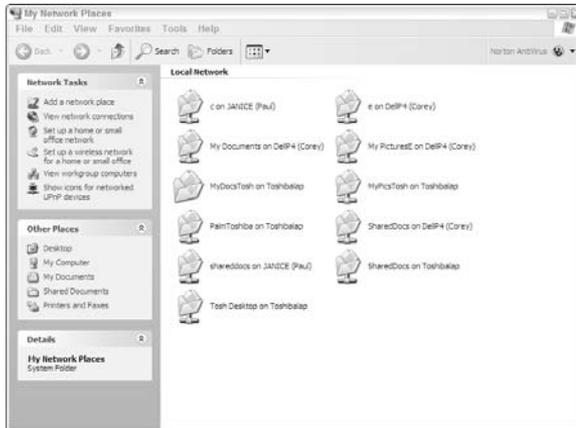 My Network Places
File Edit View Favorites Tools Help
Back Search Folders Norton AntiVirus
Network Tasks
Add a network place
View network connections
Set up a home or small
office network
Set up a wireless network
for a home or small office
View workgroup computers
Show icons for networked
UPnP devices
Other Places
Desktop
My Computer
My Documents
Shared Documents
Printers and Faxes
Details
My Network Places
System Folder
Local Network
c on JANICE (Paul)
e on DellP4 (Corey)
My Documents on DellP4 (Corey)
My PicturesE on DellP4 (Corey)
MyDocsTosh on Toshibalap
MyPicsTosh on Toshibalap
PalmToshiba on Toshibalap
SharedDocs on DellP4 (Corey)
shareddocs on JANICE (Paul)
SharedDocs on Toshibalap
Tosh Desktop on Toshibalap